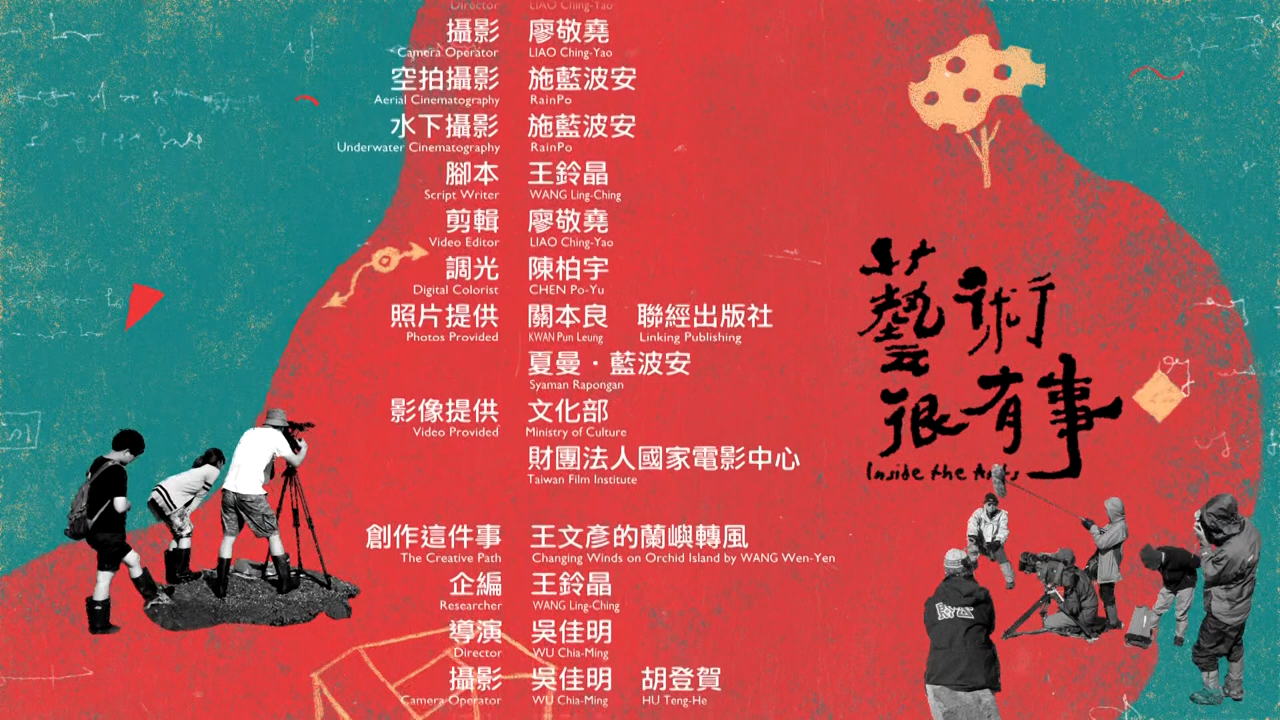 Director LIAO Ching-Yao
攝影 廖敬堯
Camera Operator LIAO Ching-Yao
空拍攝影 施藍波安
Aerial Cinematography RainPo
水下攝影 施藍波安
Underwater Cinematography RainPo
腳本 王鈴晶
Script Writer WANG Ling-Ching
剪輯 廖敬堯
Video Editor LIAO Ching-Yao
調光 陳柏宇
Digital Colorist CHEN Po-Yu
照片提供 關本良 聯經出版社
Photos Provided KWAN Pun Leung Linking Publishing
夏曼・藍波安
Syaman Rapongan
影像提供 文化部
Video Provided Ministry of Culture
財團法人國家電影中心
Taiwan Film Institute
創作這件事 王文彥的蘭嶼轉風
The Creative Path Changing Winds on Orchid Island by WANG Wen-Yen
企編 王鈴晶
Researcher WANG Ling-Ching
導演 吳佳明
Director WU Chia-Ming
攝影 吳佳明 胡登賀
Camera Operator WU Chia-Ming HU Teng-He
藝術
很有事
Inside the Arts